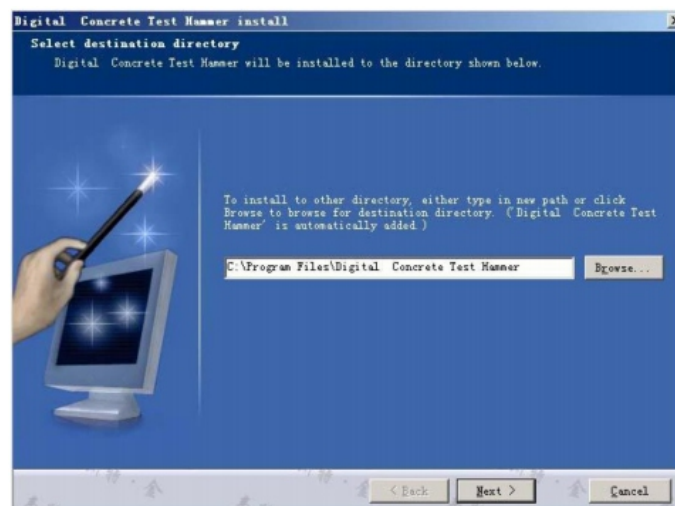 Digital Concrete Test Hammer install
Select destination directory
Digital Concrete Test Hammer will be installed to the directory shown below.
To install to other directory, either type in new path or click
Browse to browse for destination directory. ('Digital Concrete Test
Hammer' is automatically added )
C:\Program Files\Digital Concrete Test Hammer
Browse...
< Back
Next >
Cancel